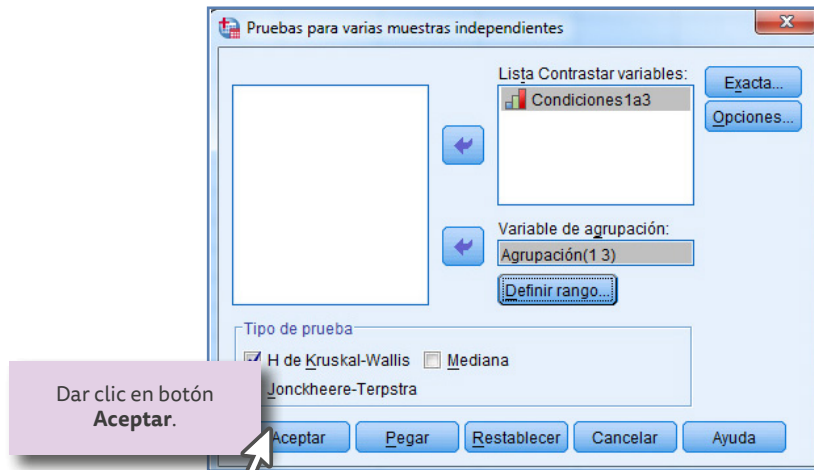 Pruebas para varias muestras independientes
Lista Contrastar variables:
Condiciones1a3
Exacta...
Opciones...
Variable de agrupación:
Agrupación(1 3)
Definir rango...
Tipo de prueba
H de Kruskal-Wallis
Mediana
Jonckheere-Terpstra
Dar clic en botón
Aceptar.
Aceptar
Pegar
Restablecer
Cancelar
Ayuda